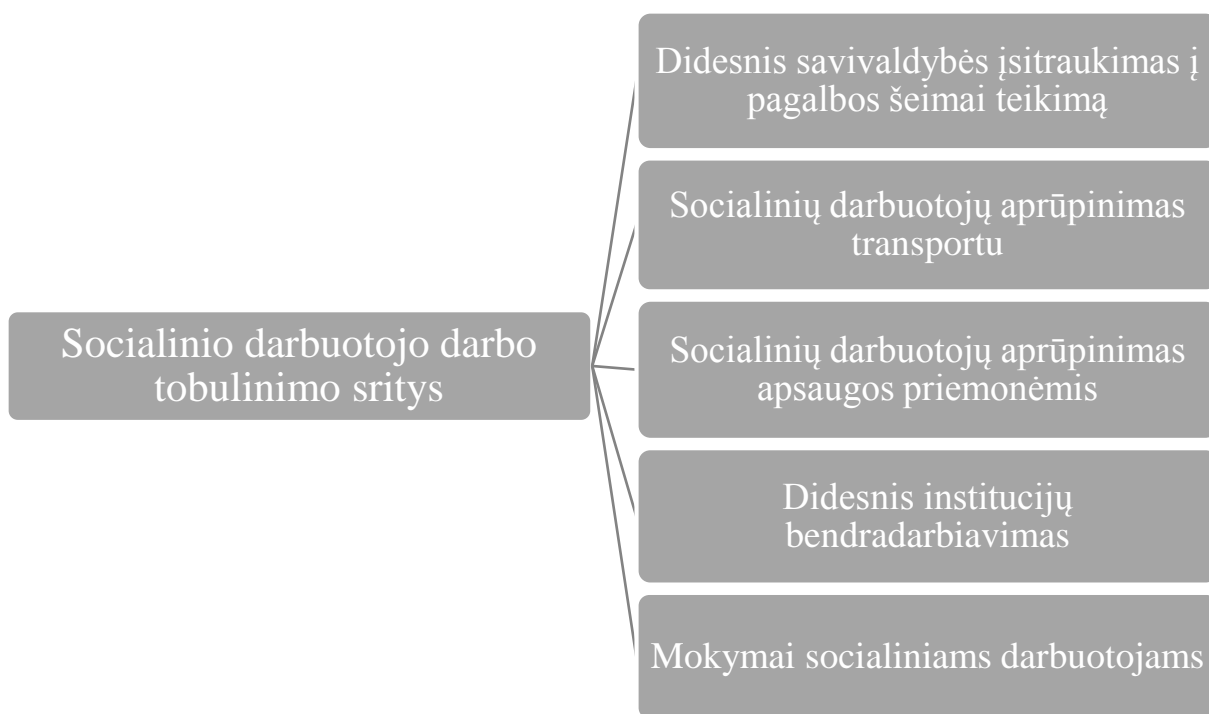 Socialinio darbuotojo darbo
tobulinimo sritys
Didesnis savivaldybės įsitraukimas į
pagalbos šeimai teikimą
Socialinių darbuotojų aprūpinimas
transportu
Socialinių darbuotojų aprūpinimas
apsaugos priemonėmis
Didesnis institucijų
bendradarbiavimas
Mokymai socialiniams darbuotojams